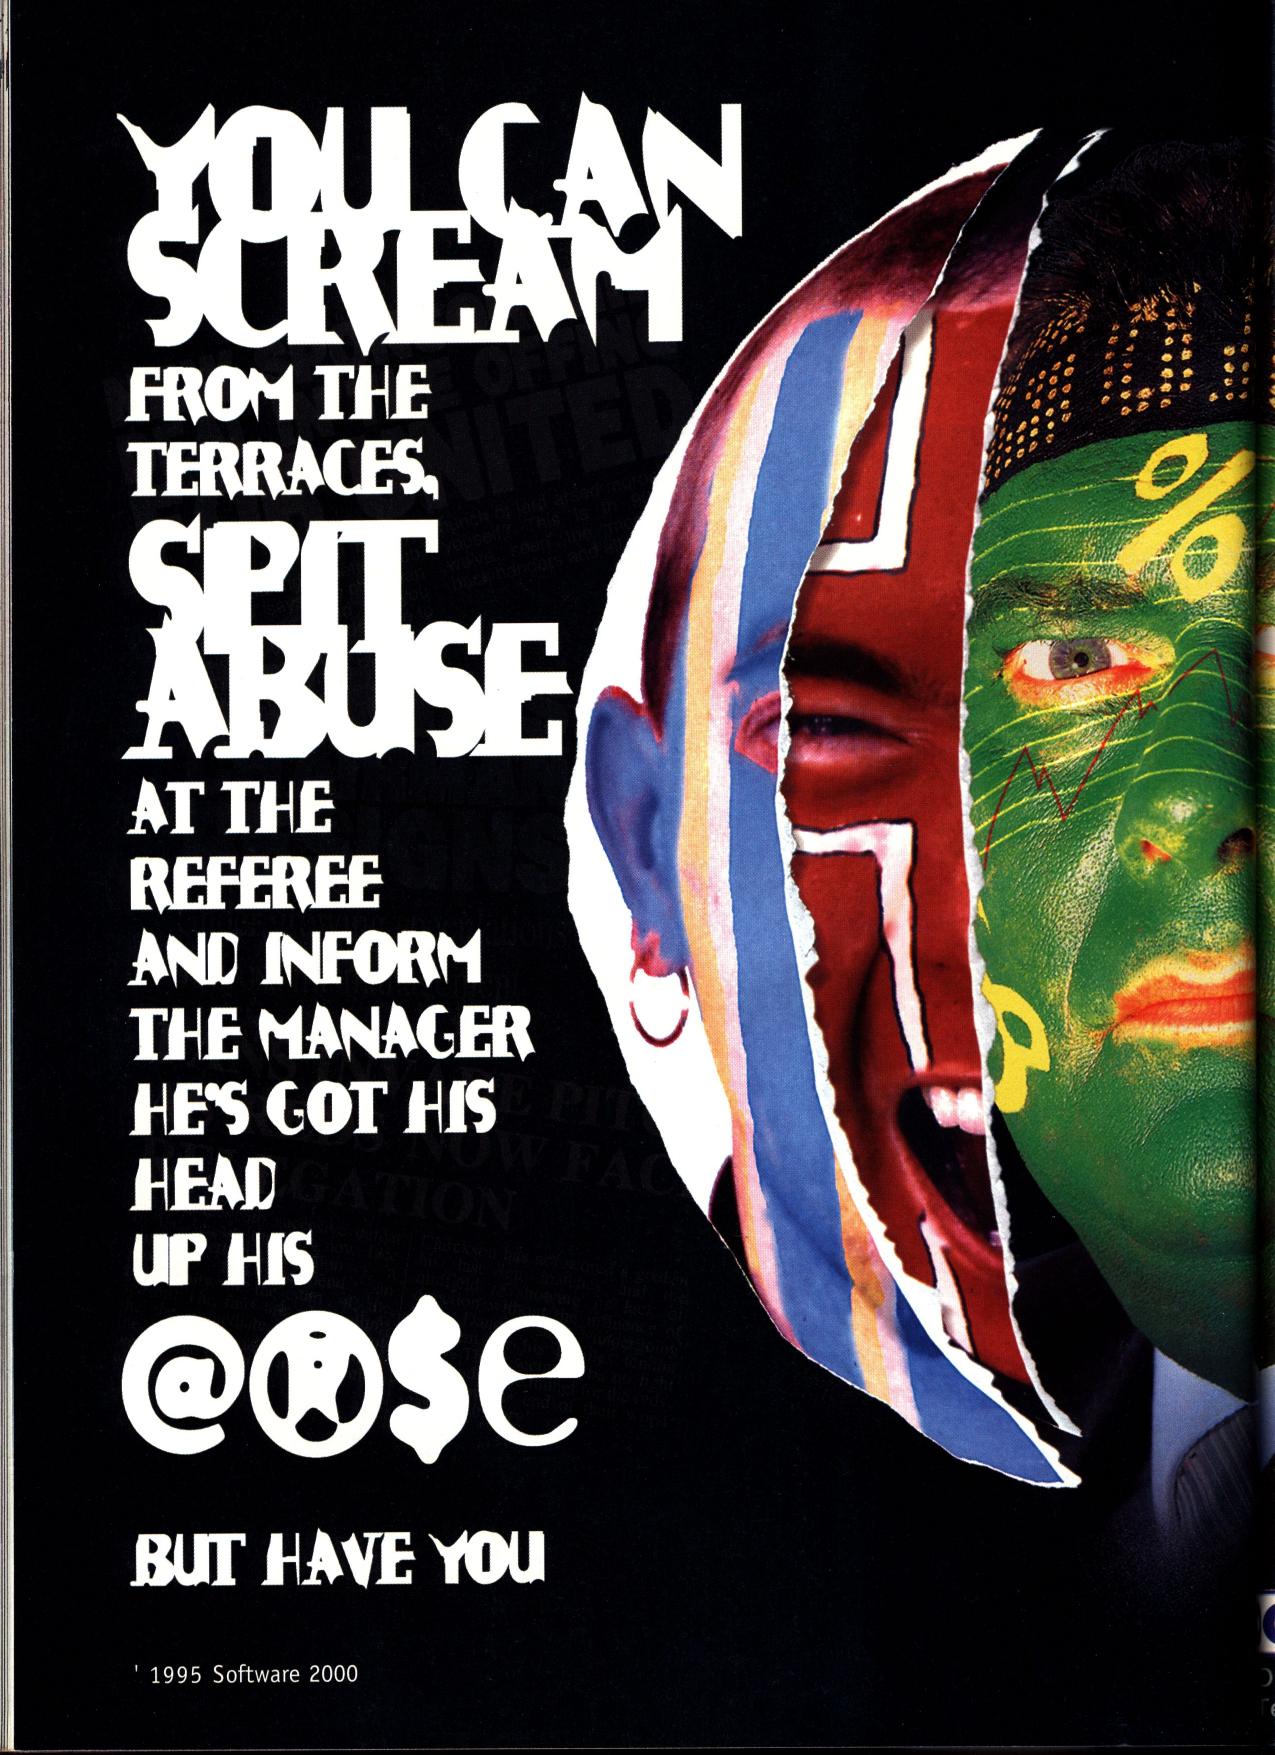 YOU CAN
SCREAM
FROM THE
TERRACES,
SPIT
ABUSE
AT THE
REFEREE
AND INFORM
THE MANAGER
HE'S GOT HIS
HEAD
UP HIS
@®$e
BUT HAVE YOU
' 1995 Software 2000
%